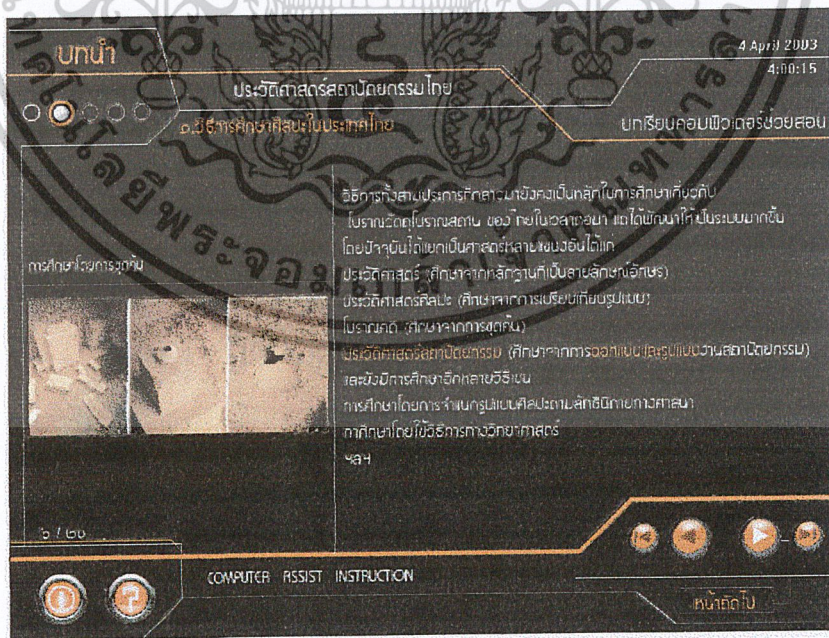 บทนำ
4 April 2003
4:00:15
ประวัติศาสตร์สถาปัตยกรรมไทย
๑.วิธีการศึกษาศิลปะในประเทศไทย
บทเรียนคอมพิวเตอร์ช่วยสอน
วิธีการทั้งสามประการที่กล่าวมายังคงเป็นหลักในการศึกษาเกี่ยวกับ
โบราณวัตถุโบราณสถาน ของไทยในเวลาต่อมา แต่ได้พัฒนาให้เป็นระบบมากขึ้น
โดยปัจจุบันได้แยกเป็นศาสตร์หลายแขนงอันได้แก่
ประวัติศาสตร์ (ศึกษาจากหลักฐานที่เป็นลายลักษณ์อักษร)
ประวัติศาสตร์ศิลปะ (ศึกษาจากการเปรียบเทียบรูปแบบ)
โบราณคดี (ศึกษาจากการขุดค้น)
ประวัติศาสตร์สถาปัตยกรรม (ศึกษาจากการออกแบบและรูปแบบงานสถาปัตยกรรม)
และยังมีการศึกษาอีกหลายวิธีเช่น
การศึกษาโดยการจำแนกรูปแบบศิลปะตามลัทธินิกายทางศาสนา
การศึกษาโดยใช้วิธีการทางวิทยาศาสตร์
ฯลฯ
การศึกษาโดยการขุดค้น
COMPUTER ASSIST INSTRUCTION
หน้าถัดไป